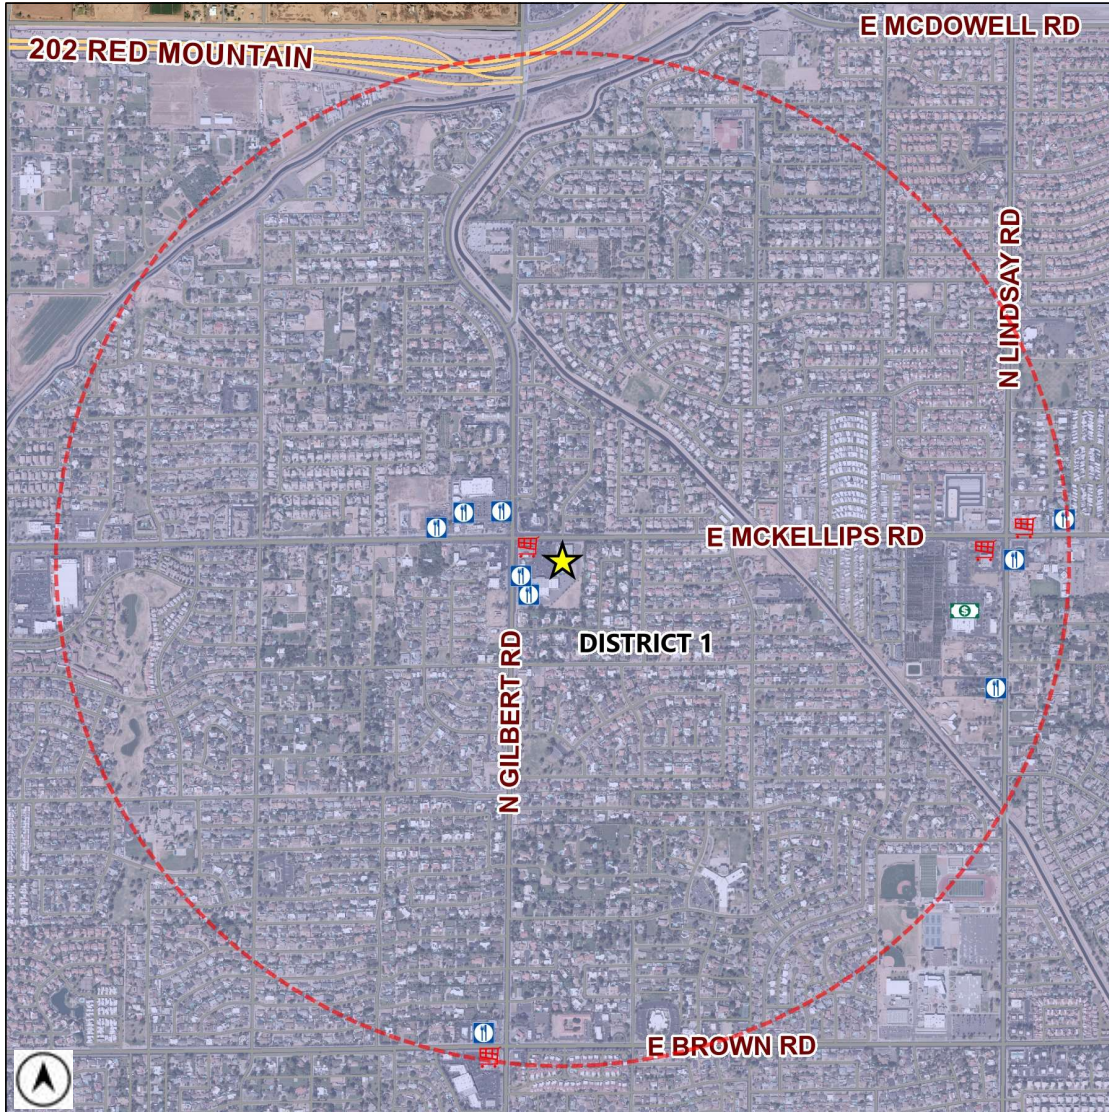 E MCDOWELL RD
202 RED MOUNTAIN
N LINDSAY RD
E MCKELLIPS RD
$
DISTRICT 1
N GILBERT RD
E BROWN RD